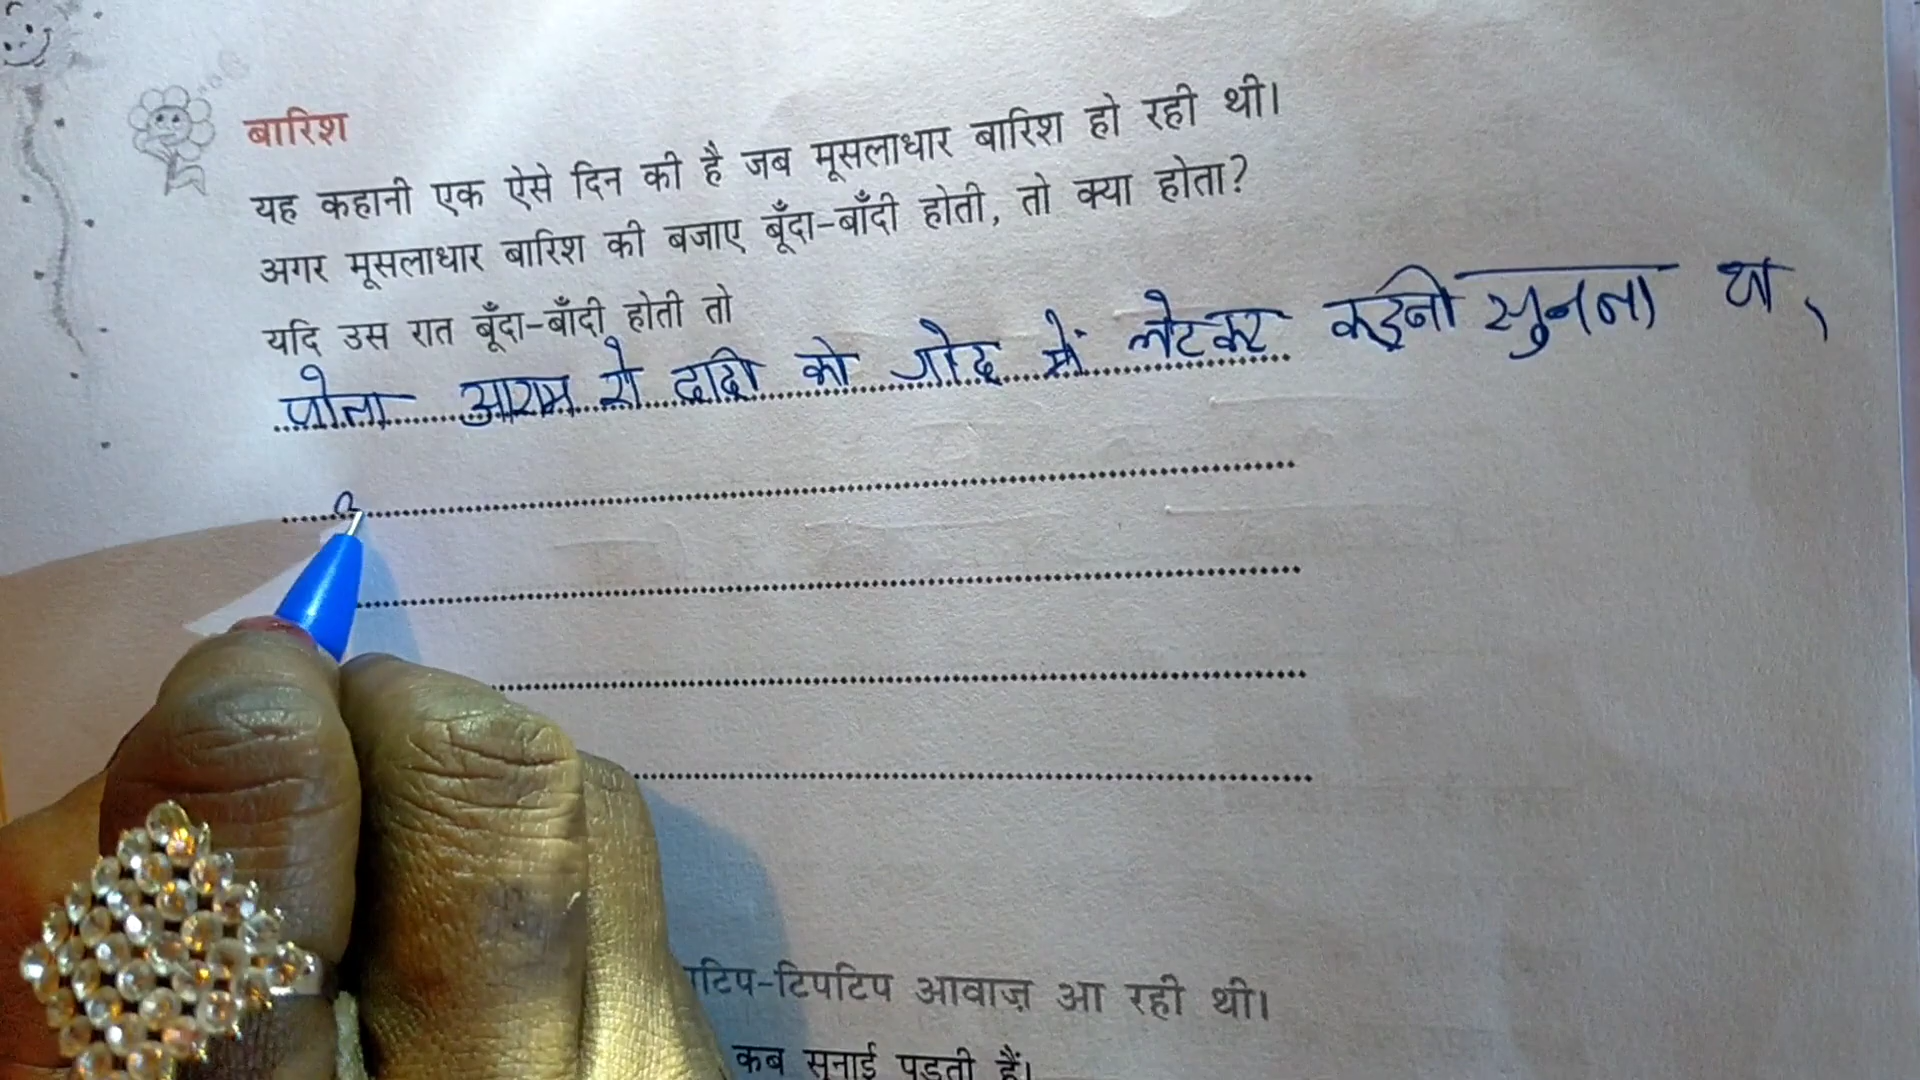 बारिश
यह कहानी एक ऐसे दिन की है जब मूसलाधार बारिश हो रही थी।
अगर मूसलाधार बारिश की बजाए बूँदा-बाँदी होती, तो क्या होता?
यदि उस रात बूँदा-बाँदी होती तो
पोता आराम से दादी की गोद में लेटकर कहनी सुनता था,
टिप-टिपटिप आवाज़ आ रही थी।
कब सुनाई पड़ती हैं।